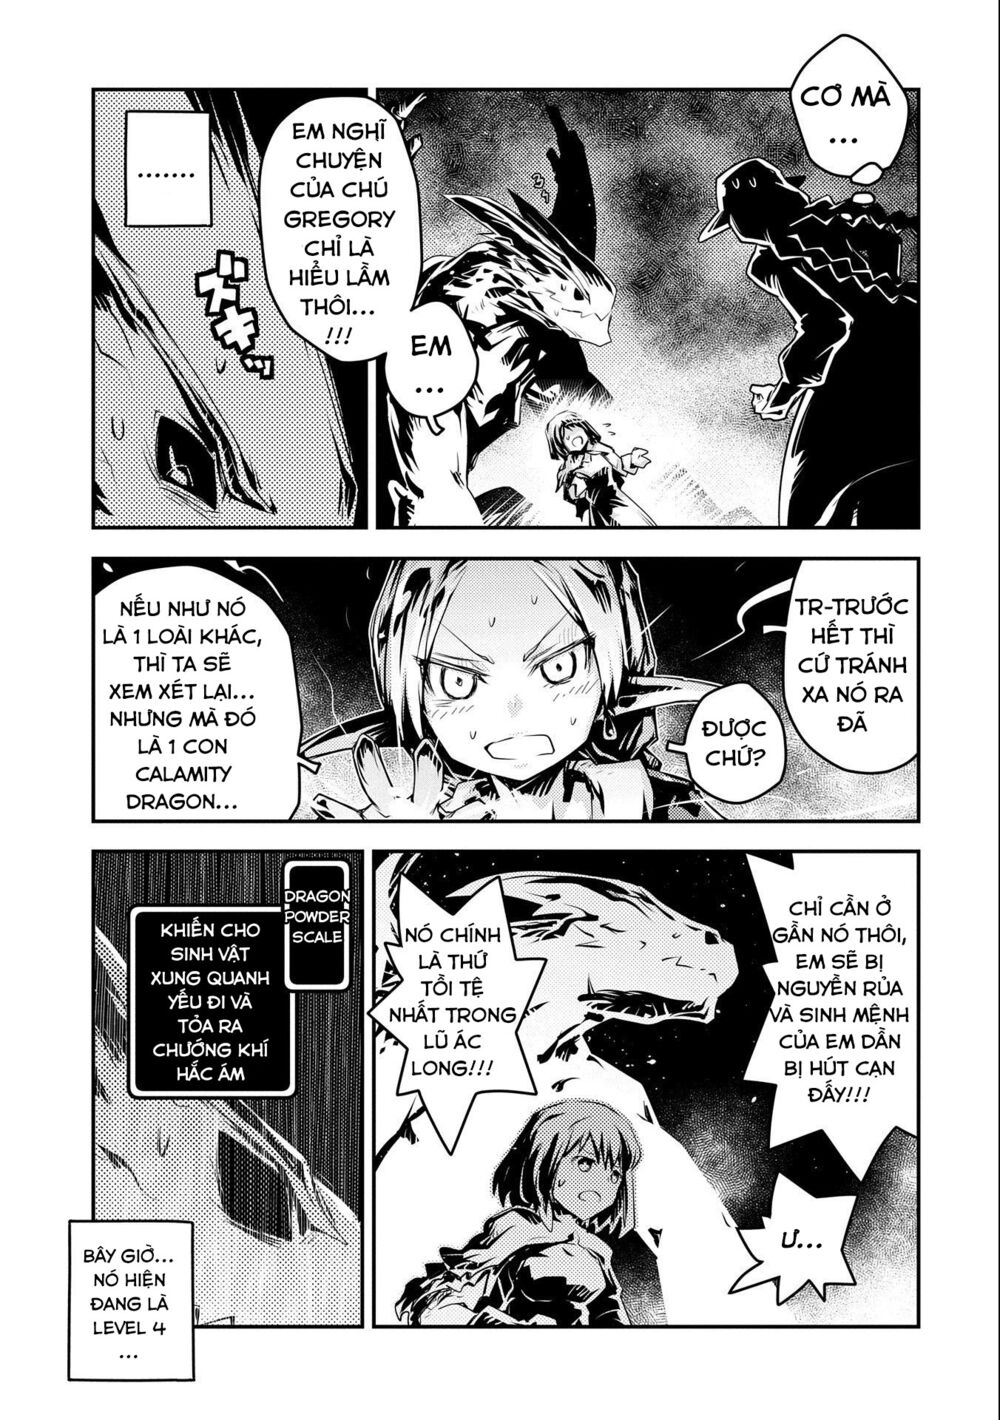 CƠ MÀ
...
EM
...
EM NGHĨ
CHUYỆN
CỦA CHÚ
GREGORY
CHỈ LÀ
HIỂU LẦM
THÔI...
!!!
.......
ズキッ
TR-TRƯỚC
HẾT THÌ
CỨ TRÁNH
XA NÓ RA
ĐÃ
ĐƯỢC
CHỨ?
NẾU NHƯ NÓ
LÀ 1 LOÀI KHÁC,
THÌ TA SẼ
XEM XÉT LẠI...
NHƯNG MÀ ĐÓ
LÀ 1 CON
CALAMITY
DRAGON...
CHỈ CẦN Ở
GẦN NÓ THÔI,
EM SẼ BỊ
NGUYỀN RỦA
VÀ SINH MỆNH
CỦA EM DẦN
BỊ HÚT CẠN
ĐẤY!!!
NÓ CHÍNH
LÀ THỨ
TỒI TỆ
NHẤT TRONG
LŨ ÁC
LONG!!!
Ư...
DRAGON
POWDER
SCALE
KHIẾN CHO
SINH VẬT
XUNG QUANH
YẾU ĐI VÀ
TỎA RA
CHƯỚNG KHÍ
HẮC ÁM
BÂY GIỜ...
NÓ HIỆN
ĐANG LÀ
LEVEL 4
...